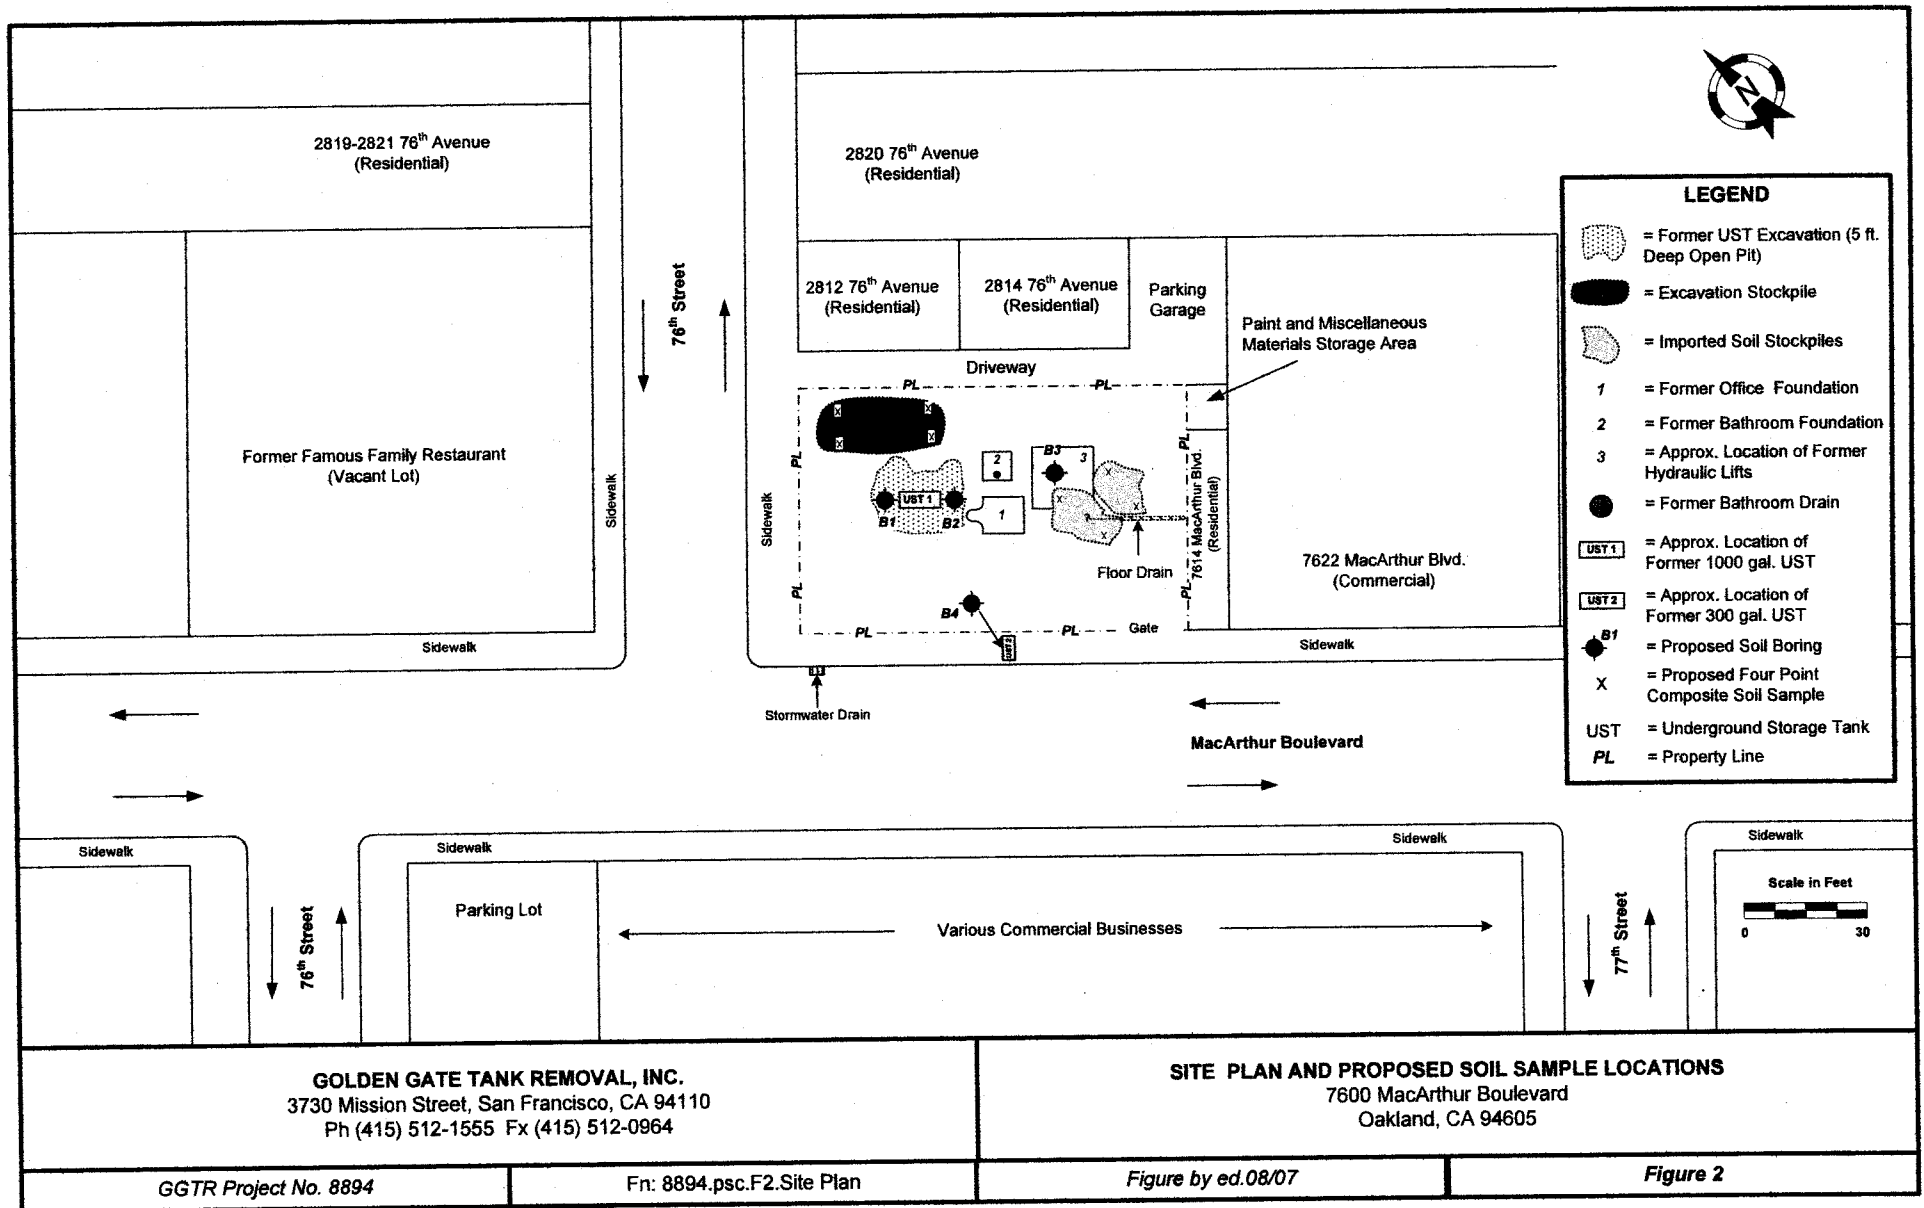 2819-2821 76th Avenue
(Residential)
2820 76th Avenue
(Residential)
N
LEGEND
= Former UST Excavation (5 ft.
Deep Open Pit)
= Excavation Stockpile
= Imported Soil Stockpiles
1 = Former Office Foundation
2 = Former Bathroom Foundation
3 = Approx. Location of Former
Hydraulic Lifts
= Former Bathroom Drain
UST 1 = Approx. Location of
Former 1000 gal. UST
UST 2 = Approx. Location of
Former 300 gal. UST
B1 = Proposed Soil Boring
X = Proposed Four Point
Composite Soil Sample
UST = Underground Storage Tank
PL = Property Line
76th Street
2812 76th Avenue
(Residential)
2814 76th Avenue
(Residential)
Parking
Garage
Paint and Miscellaneous
Materials Storage Area
Driveway
PL
PL
X
X
X
X
Former Famous Family Restaurant
(Vacant Lot)
Sidewalk
Sidewalk
PL
PL
PL
PL
2
B3
3
UST 1
B1
B2
1
X
X
X
X
Floor Drain
7614 MacArthur Blvd.
(Residential)
7622 MacArthur Blvd.
(Commercial)
B4
PL
PL
Gate
UST 2
Sidewalk
Sidewalk
Stormwater Drain
MacArthur Boulevard
Sidewalk
Sidewalk
Sidewalk
Sidewalk
76th Street
Parking Lot
Various Commercial Businesses
77th Street
Scale in Feet
0 30
GOLDEN GATE TANK REMOVAL, INC.
3730 Mission Street, San Francisco, CA 94110
Ph (415) 512-1555 Fx (415) 512-0964
SITE PLAN AND PROPOSED SOIL SAMPLE LOCATIONS
7600 MacArthur Boulevard
Oakland, CA 94605
GGTR Project No. 8894
Fn: 8894.psc.F2.Site Plan
Figure by ed.08/07
Figure 2